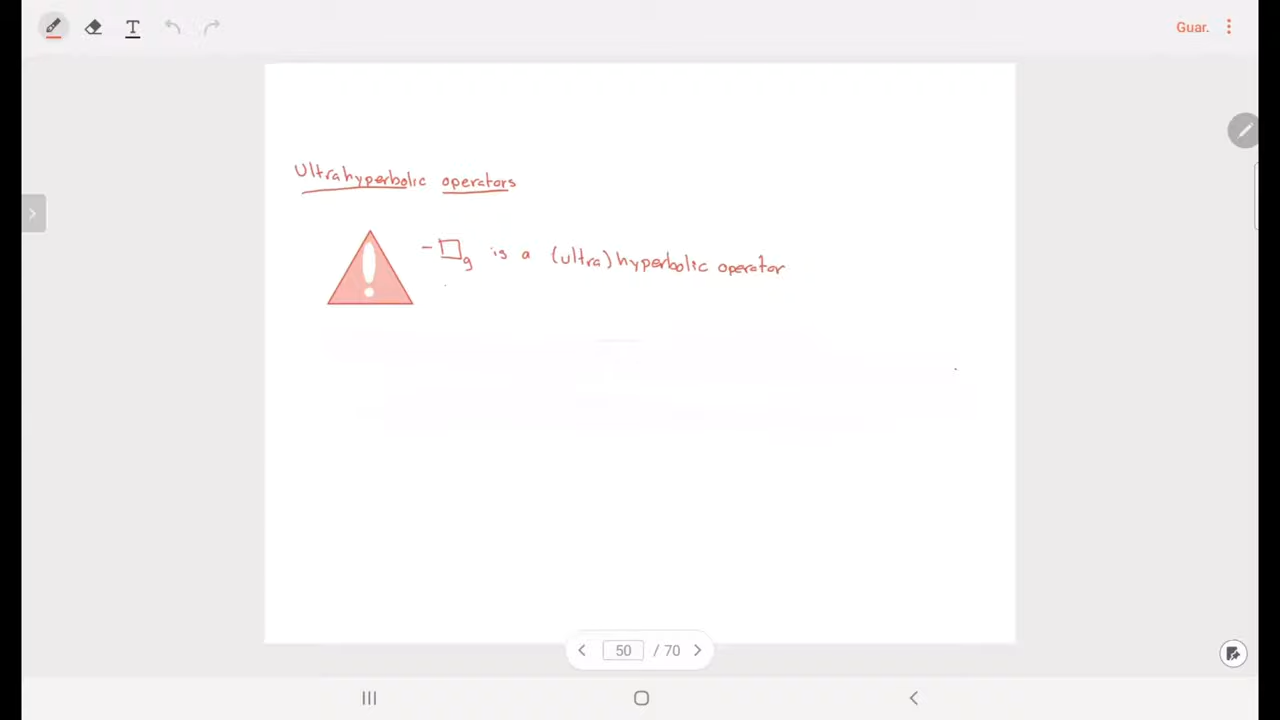 T
Guar.
Ultrahyperbolic operators
-□g is a (ultra)hyperbolic operator
50 / 70